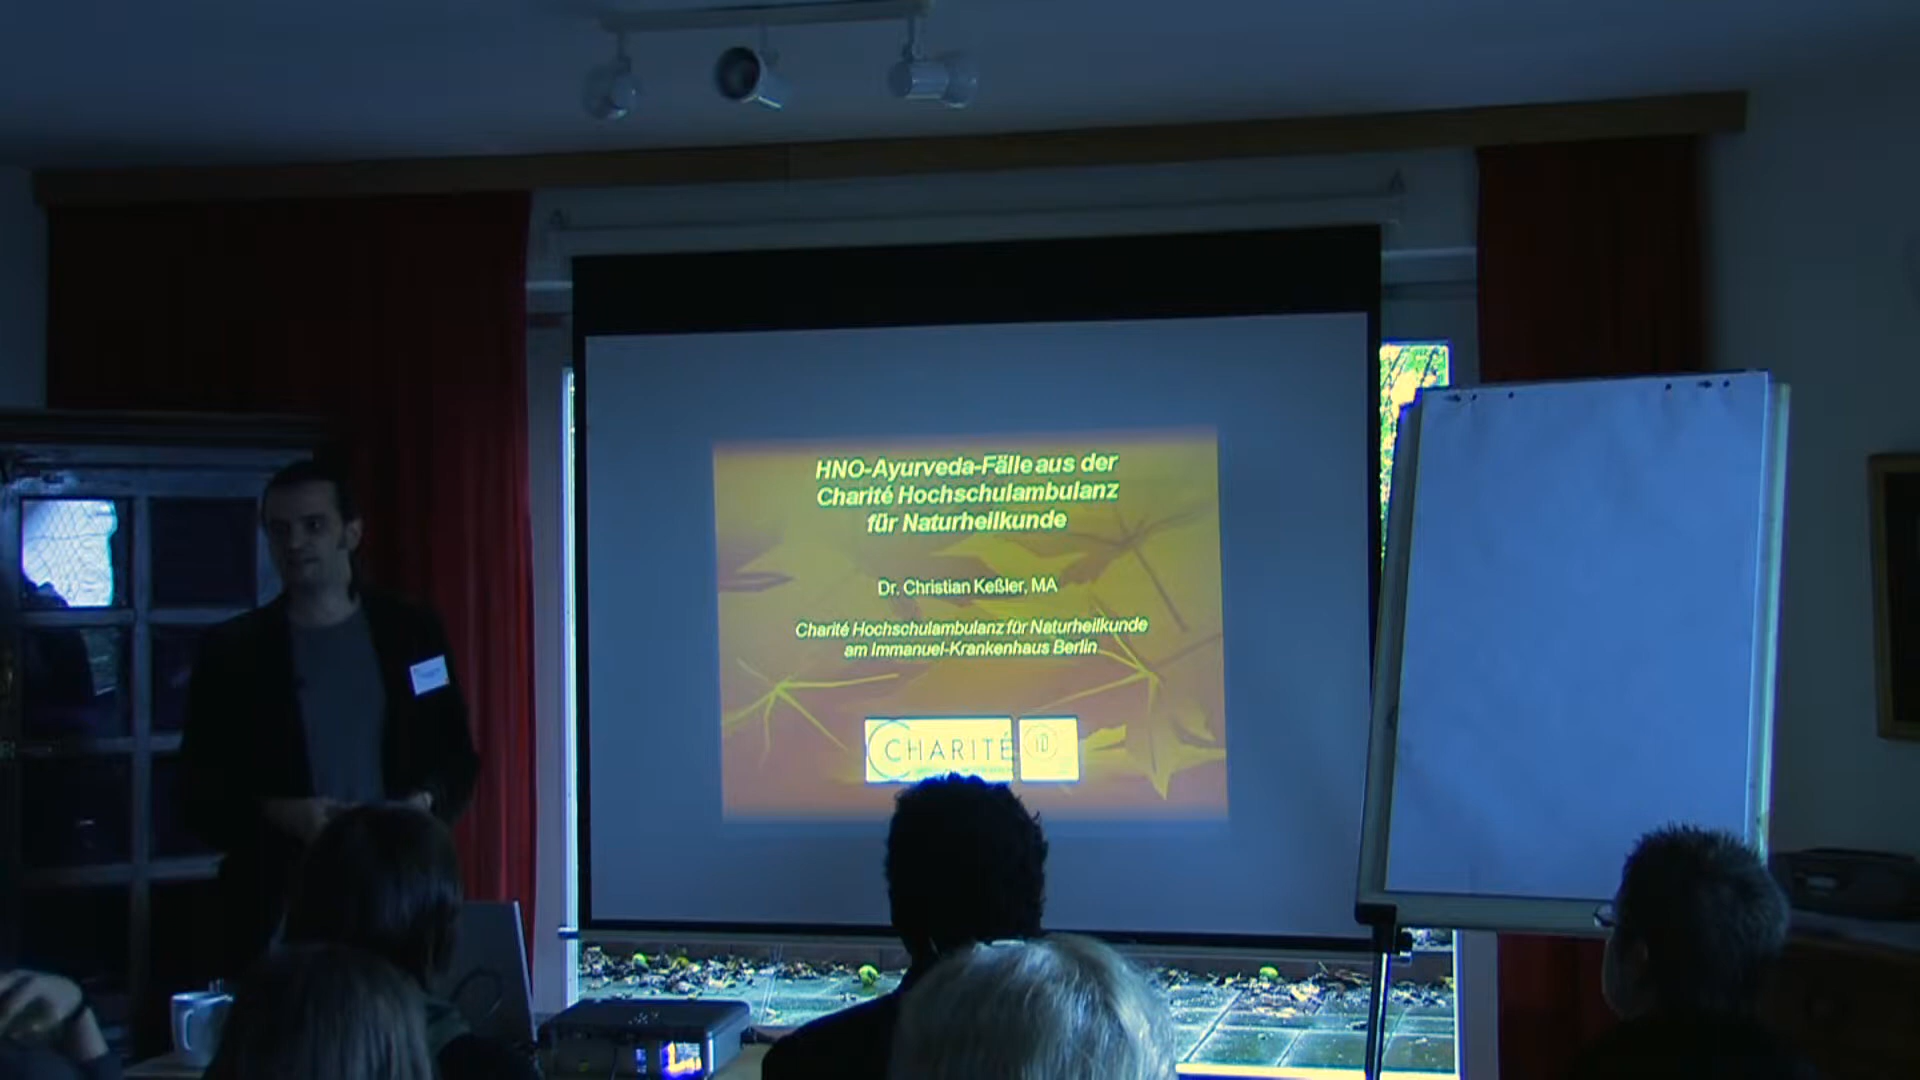 HNO-Ayurveda-Fälle aus der
Charité Hochschulambulanz
für Naturheilkunde
Dr. Christian Keßler, MA
Charité Hochschulambulanz für Naturheilkunde
am Immanuel-Krankenhaus Berlin
CHARITÉ